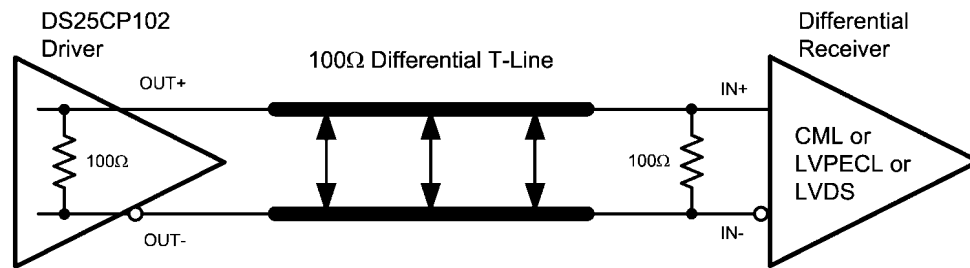 DS25CP102
Driver
Differential
Receiver
100Ω Differential T-Line
OUT+
IN+
100Ω
100Ω
CML or
LVPECL or
LVDS
OUT-
IN-